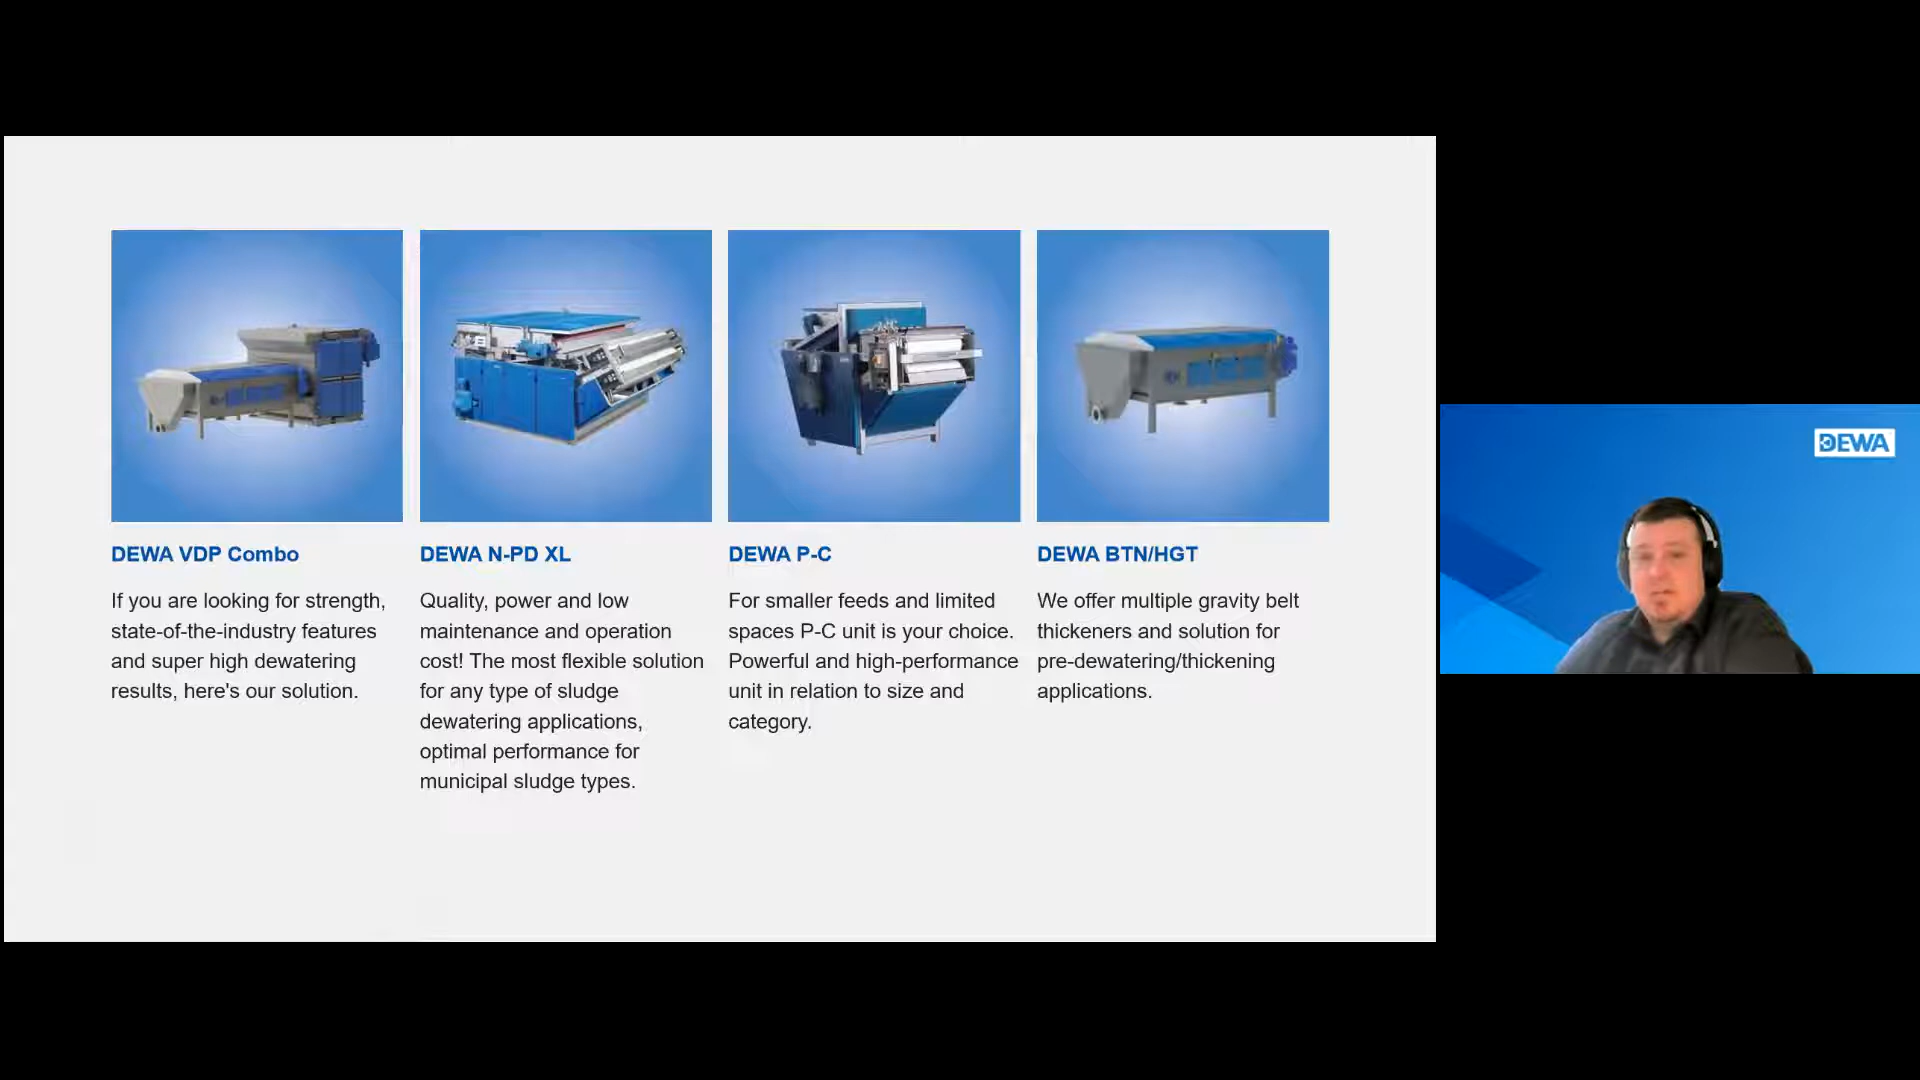 DEWA VDP Combo
If you are looking for strength,
state-of-the-industry features
and super high dewatering
results, here's our solution.
DEWA N-PD XL
Quality, power and low
maintenance and operation
cost! The most flexible solution
for any type of sludge
dewatering applications,
optimal performance for
municipal sludge types.
DEWA P-C
For smaller feeds and limited
spaces P-C unit is your choice.
Powerful and high-performance
unit in relation to size and
category.
DEWA BTN/HGT
We offer multiple gravity belt
thickeners and solution for
pre-dewatering/thickening
applications.
DEWA